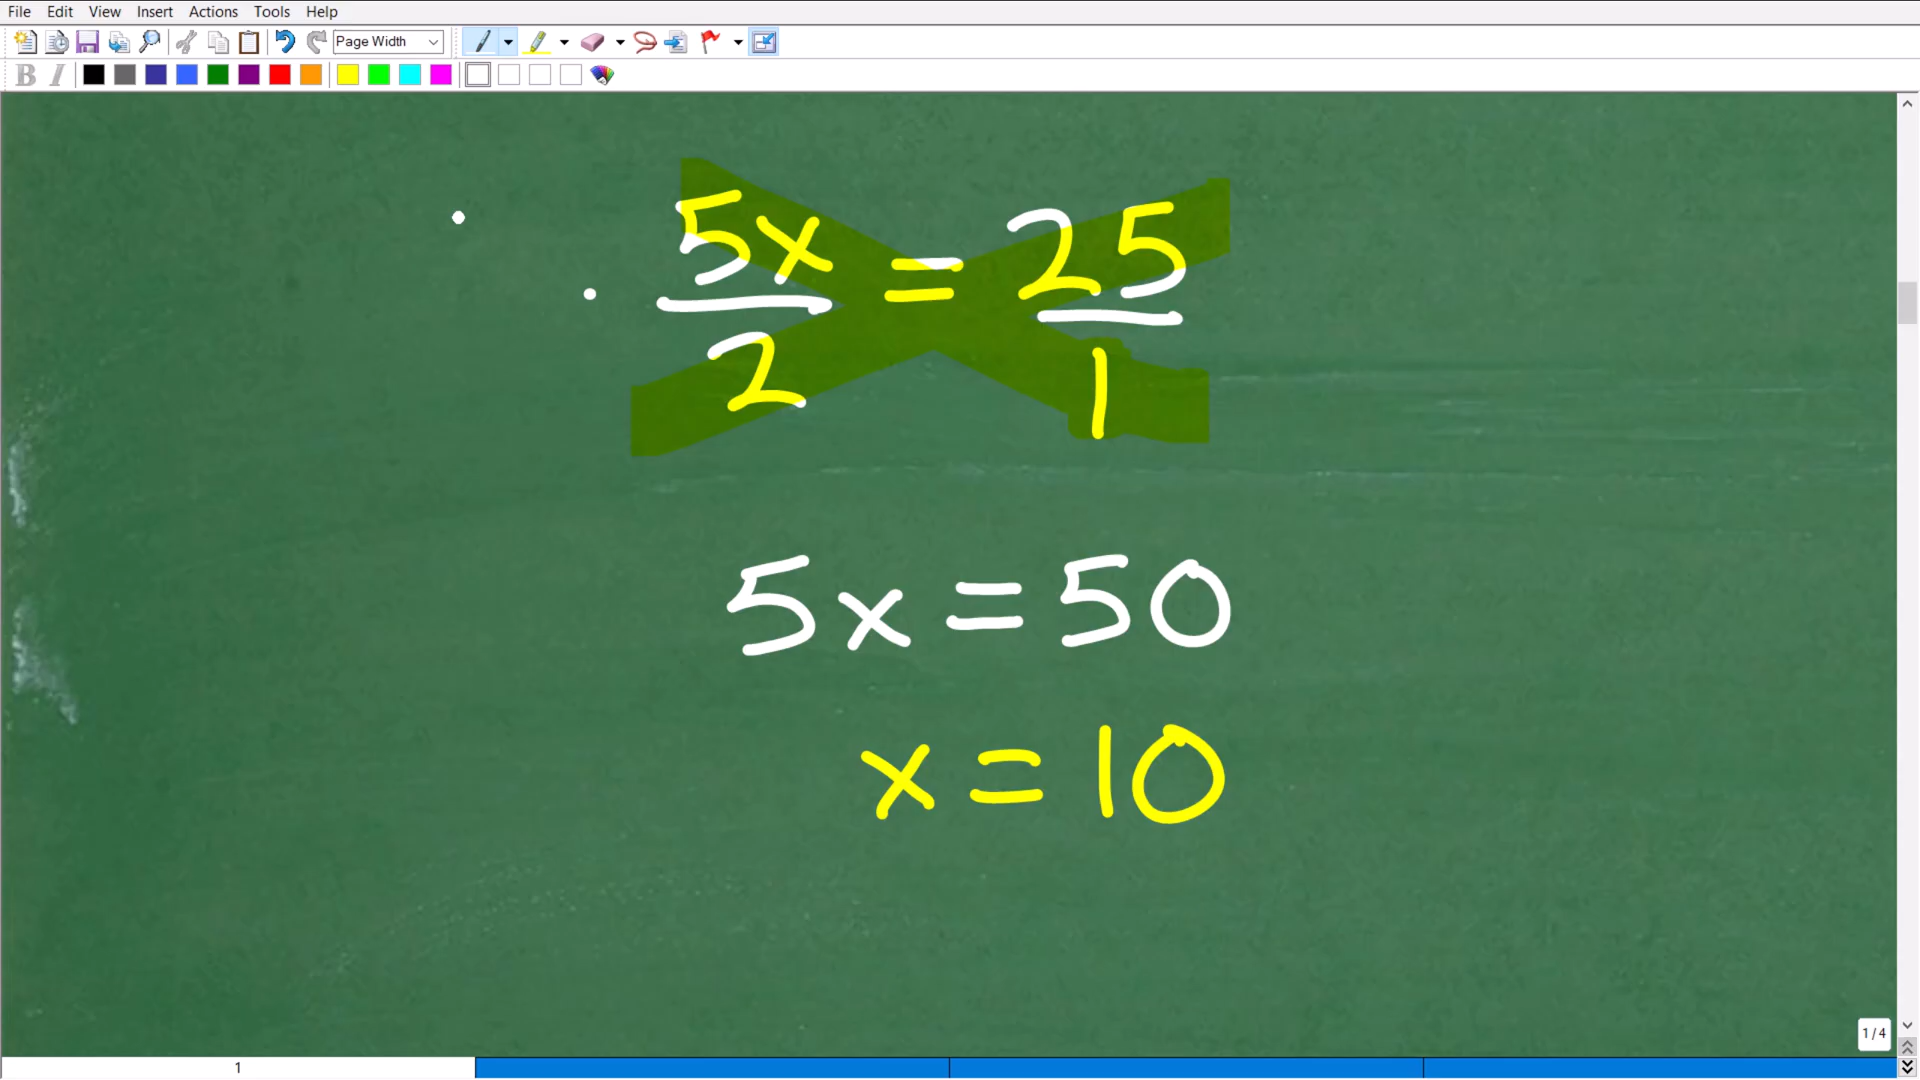 File Edit View Insert Actions Tools Help
Page Width
B I
5x = 25
2 1
5x = 50
x = 10
1 / 4
1